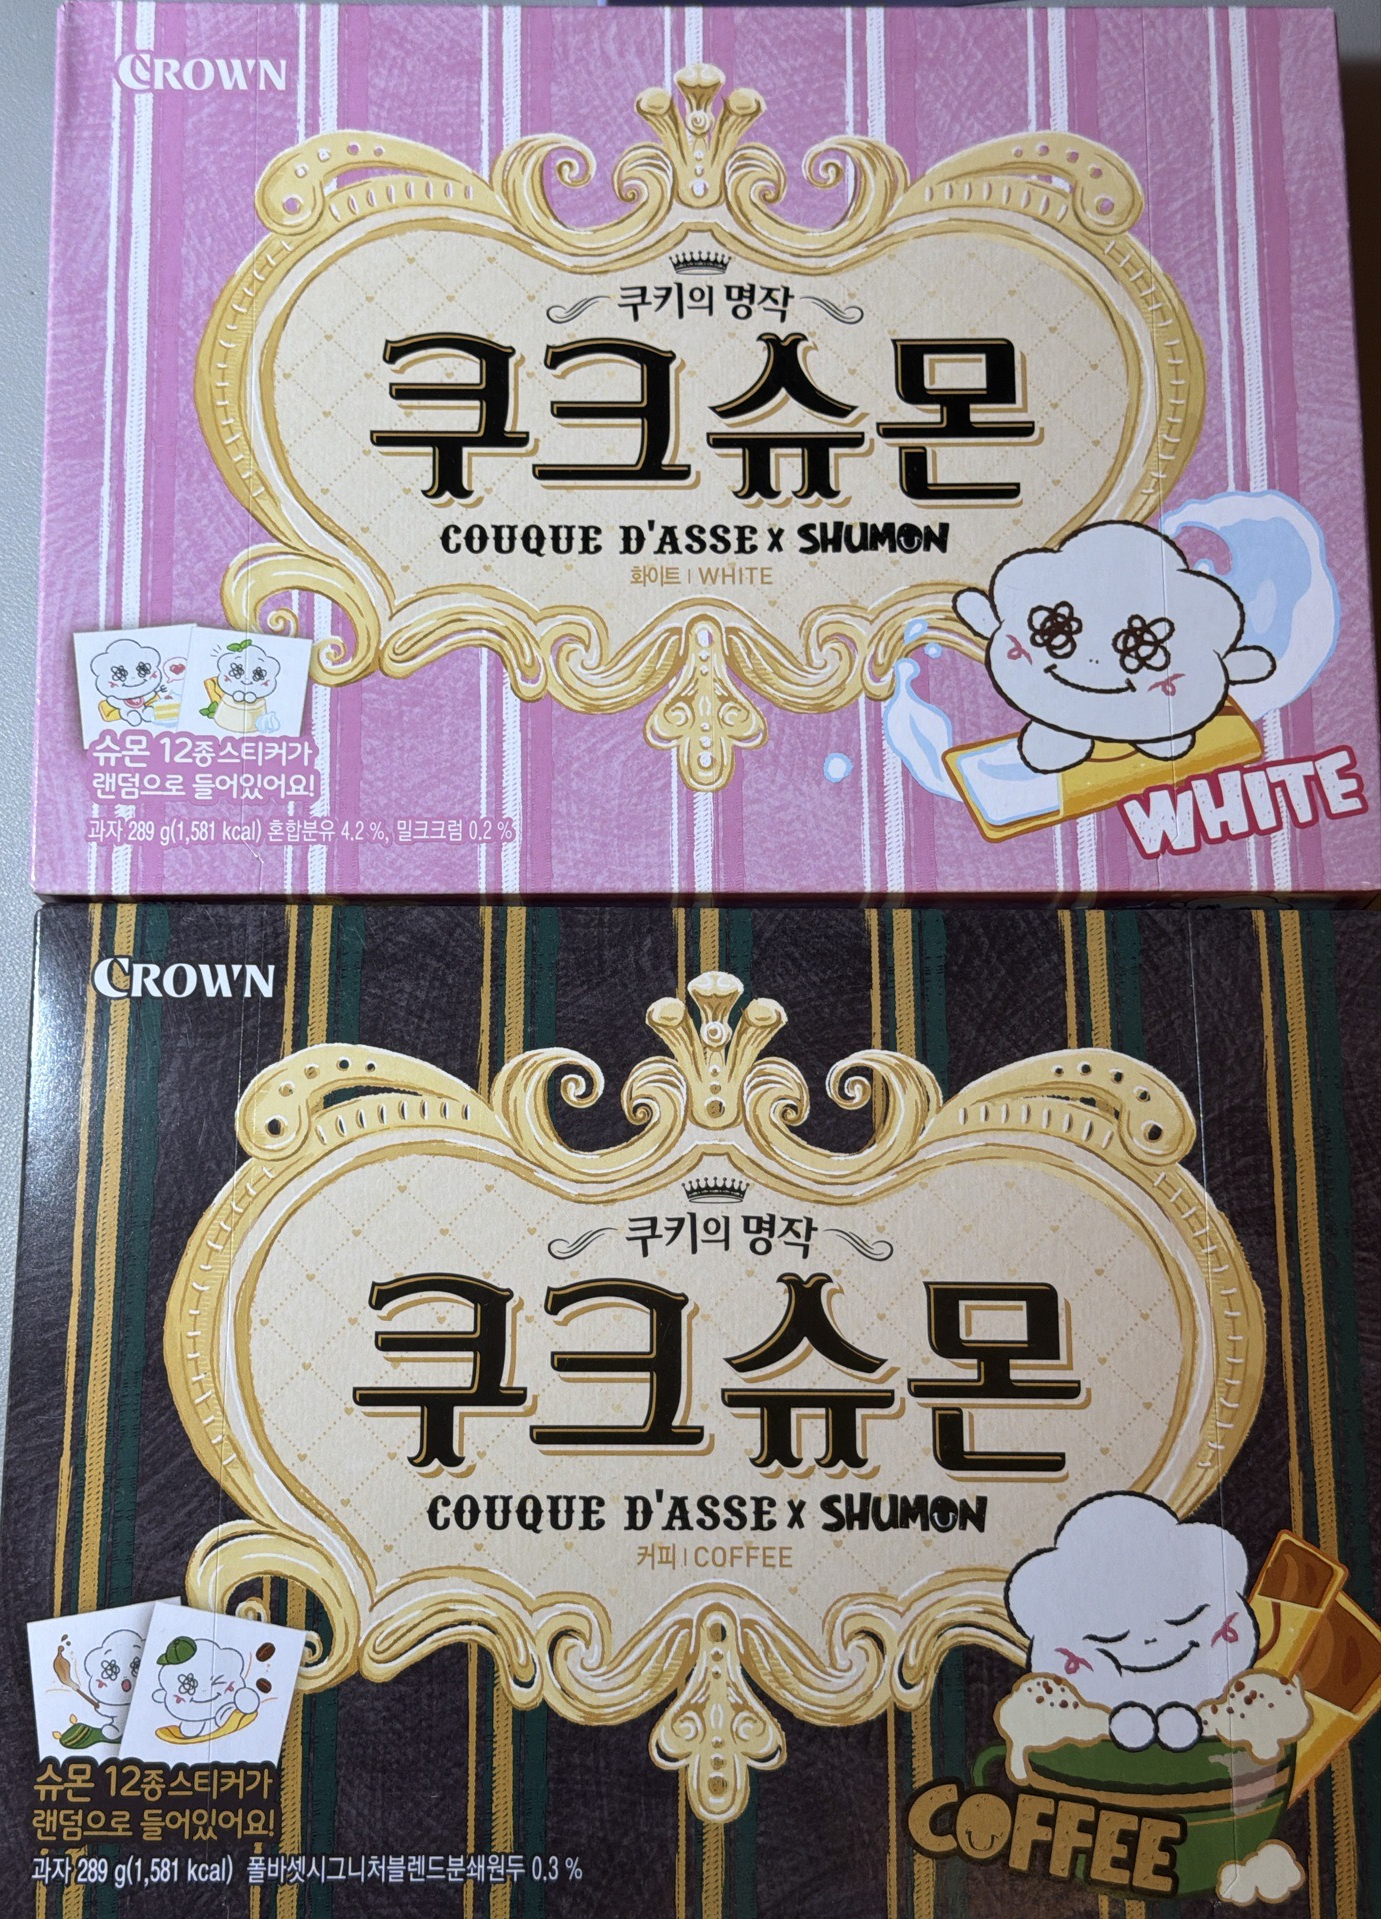 CROWN
쿠키의 명작
쿠크슈몬
COUQUE D'ASSE X SHUMON
화이트 | WHITE
슈몬 12종 스티커가
랜덤으로 들어있어요!
과자 289 g(1,581 kcal) 혼합분유 4.2 %, 밀크크럼 0.2 %
WHITE
CROWN
쿠키의 명작
쿠크슈몬
COUQUE D'ASSE X SHUMON
커피 | COFFEE
슈몬 12종 스티커가
랜덤으로 들어있어요!
과자 289 g(1,581 kcal) 폴바셋시그니처블렌드분쇄원두 0.3 %
COFFEE